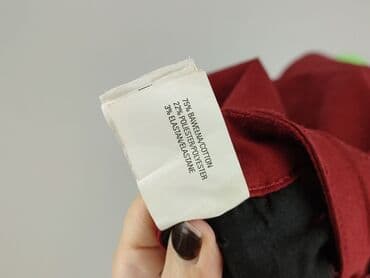 75% BAWEŁNA/COTTON
22% POLIESTER/POLYESTER
3% ELASTAN/ELASTANE